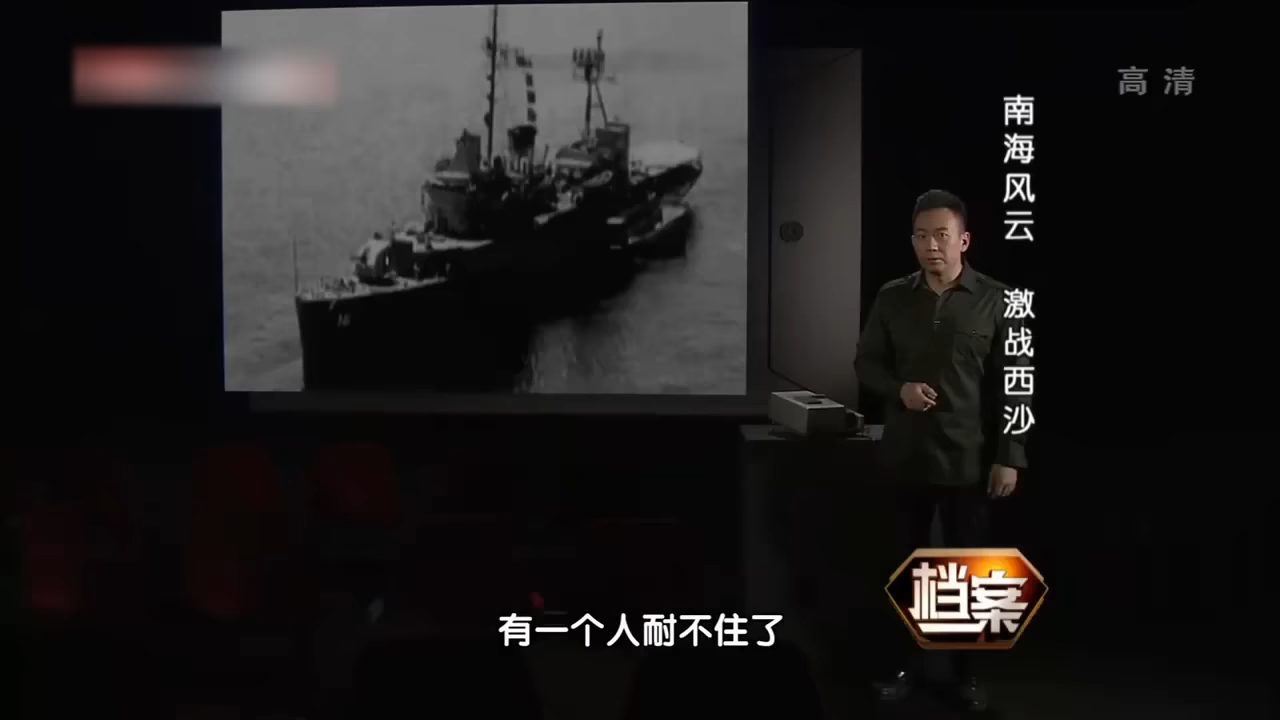 高清
南海风云 激战西沙
档案
有一个人耐不住了